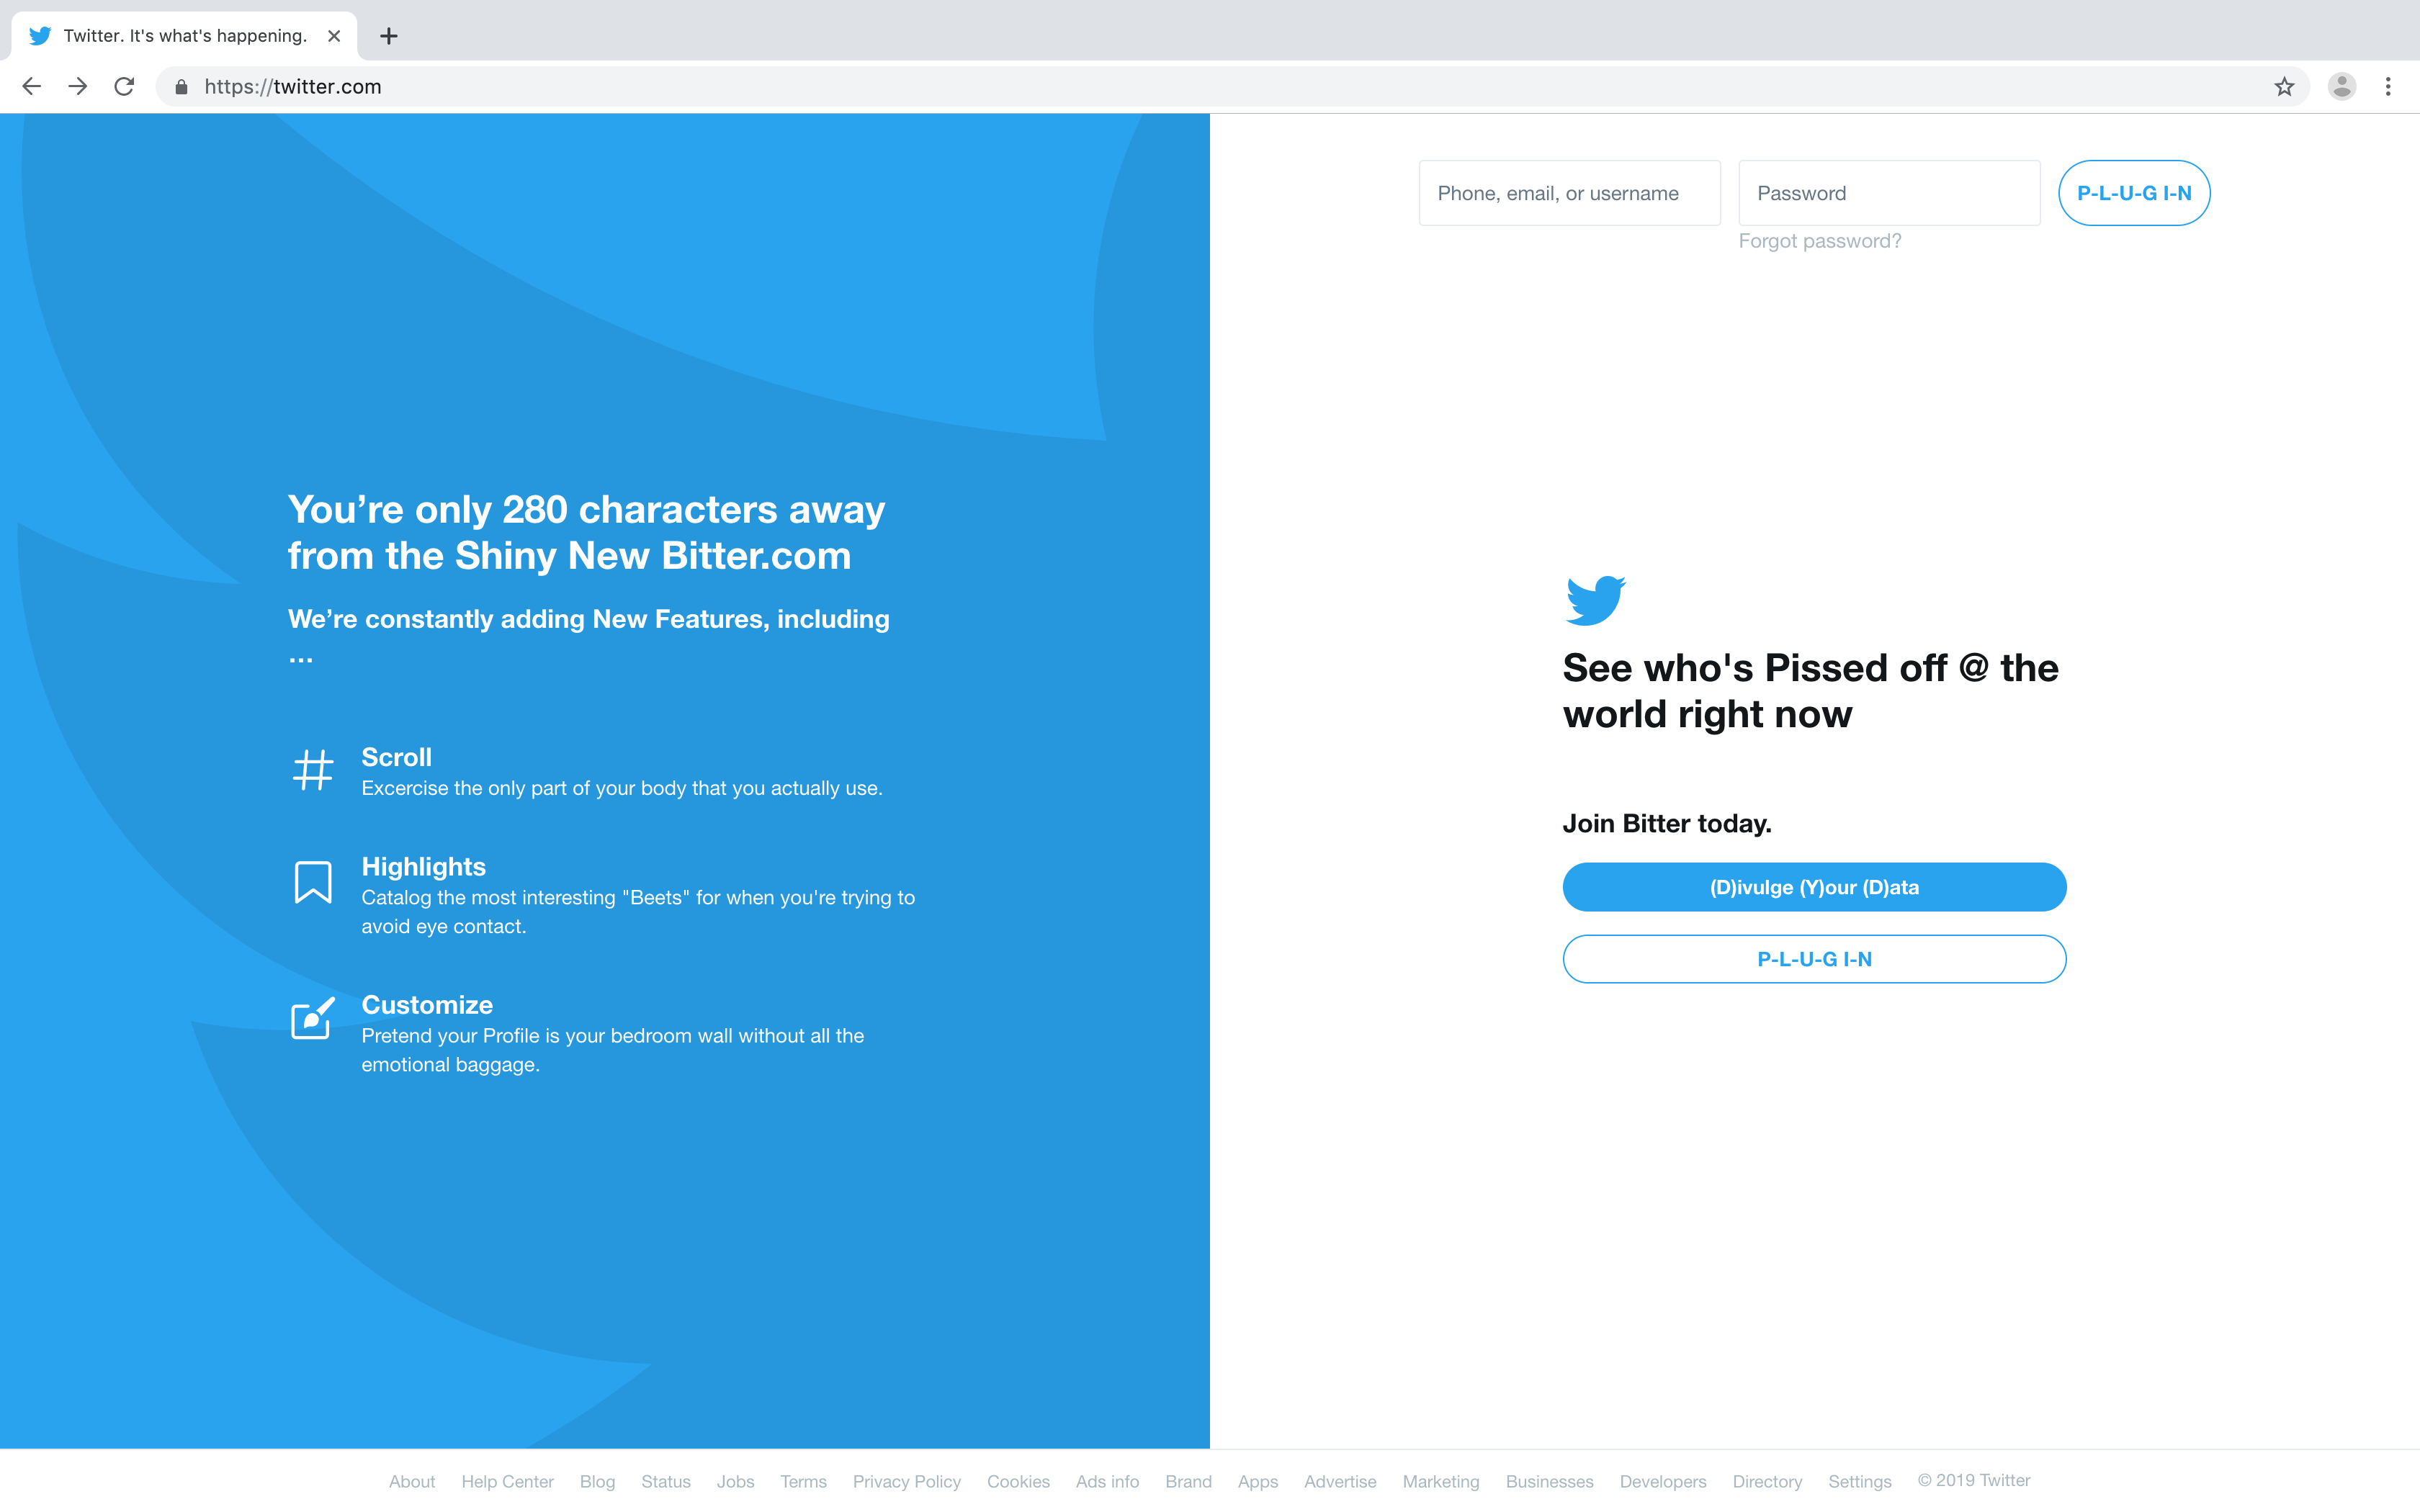 Twitter. It's what's happening.
https://twitter.com
Phone, email, or username
Password
P-L-U-G I-N
Forgot password?
You’re only 280 characters away
from the Shiny New Bitter.com
We’re constantly adding New Features, including
...
Scroll
Excercise the only part of your body that you actually use.
Highlights
Catalog the most interesting "Beets" for when you're trying to
avoid eye contact.
Customize
Pretend your Profile is your bedroom wall without all the
emotional baggage.
See who's Pissed off @ the
world right now
Join Bitter today.
(D)ivulge (Y)our (D)ata
P-L-U-G I-N
About Help Center Blog Status Jobs Terms Privacy Policy Cookies Ads info Brand Apps Advertise Marketing Businesses Developers Directory Settings © 2019 Twitter